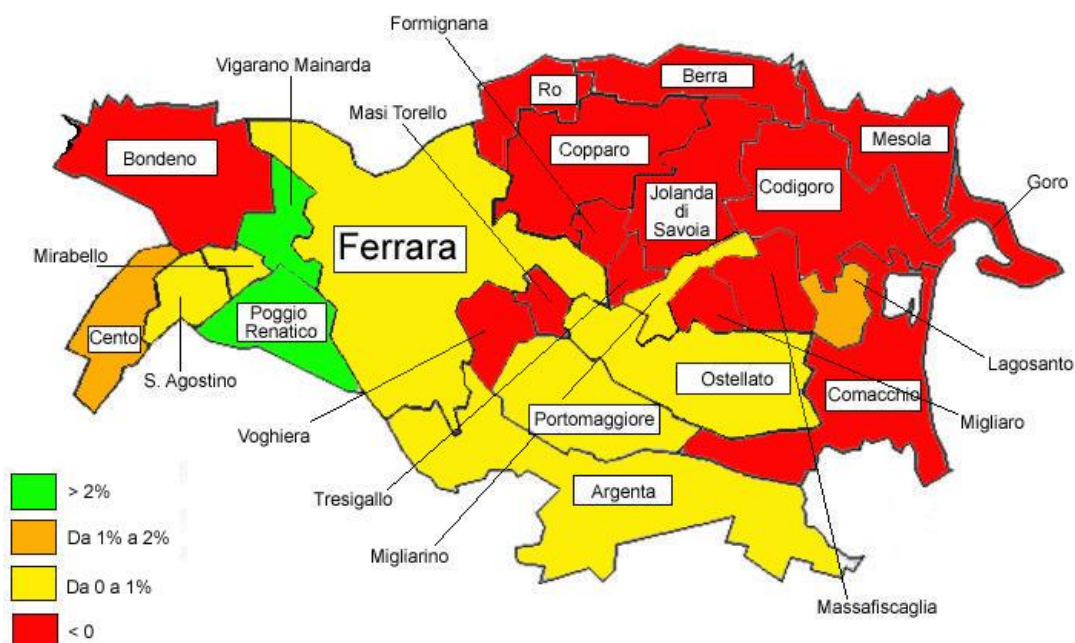 Formignana
Vigarano Mainarda
Ro
Berra
Masi Torello
Mesola
Bondeno
Copparo
Codigoro
Goro
Jolanda
di
Savoia
Ferrara
Mirabello
Poggio
Renatico
Cento
Lagosanto
S. Agostino
Ostellato
Comacchio
Portomaggiore
Voghiera
Migliaro
Tresigallo
Argenta
Migliarino
Massafiscaglia
> 2%
Da 1% a 2%
Da 0 a 1%
< 0